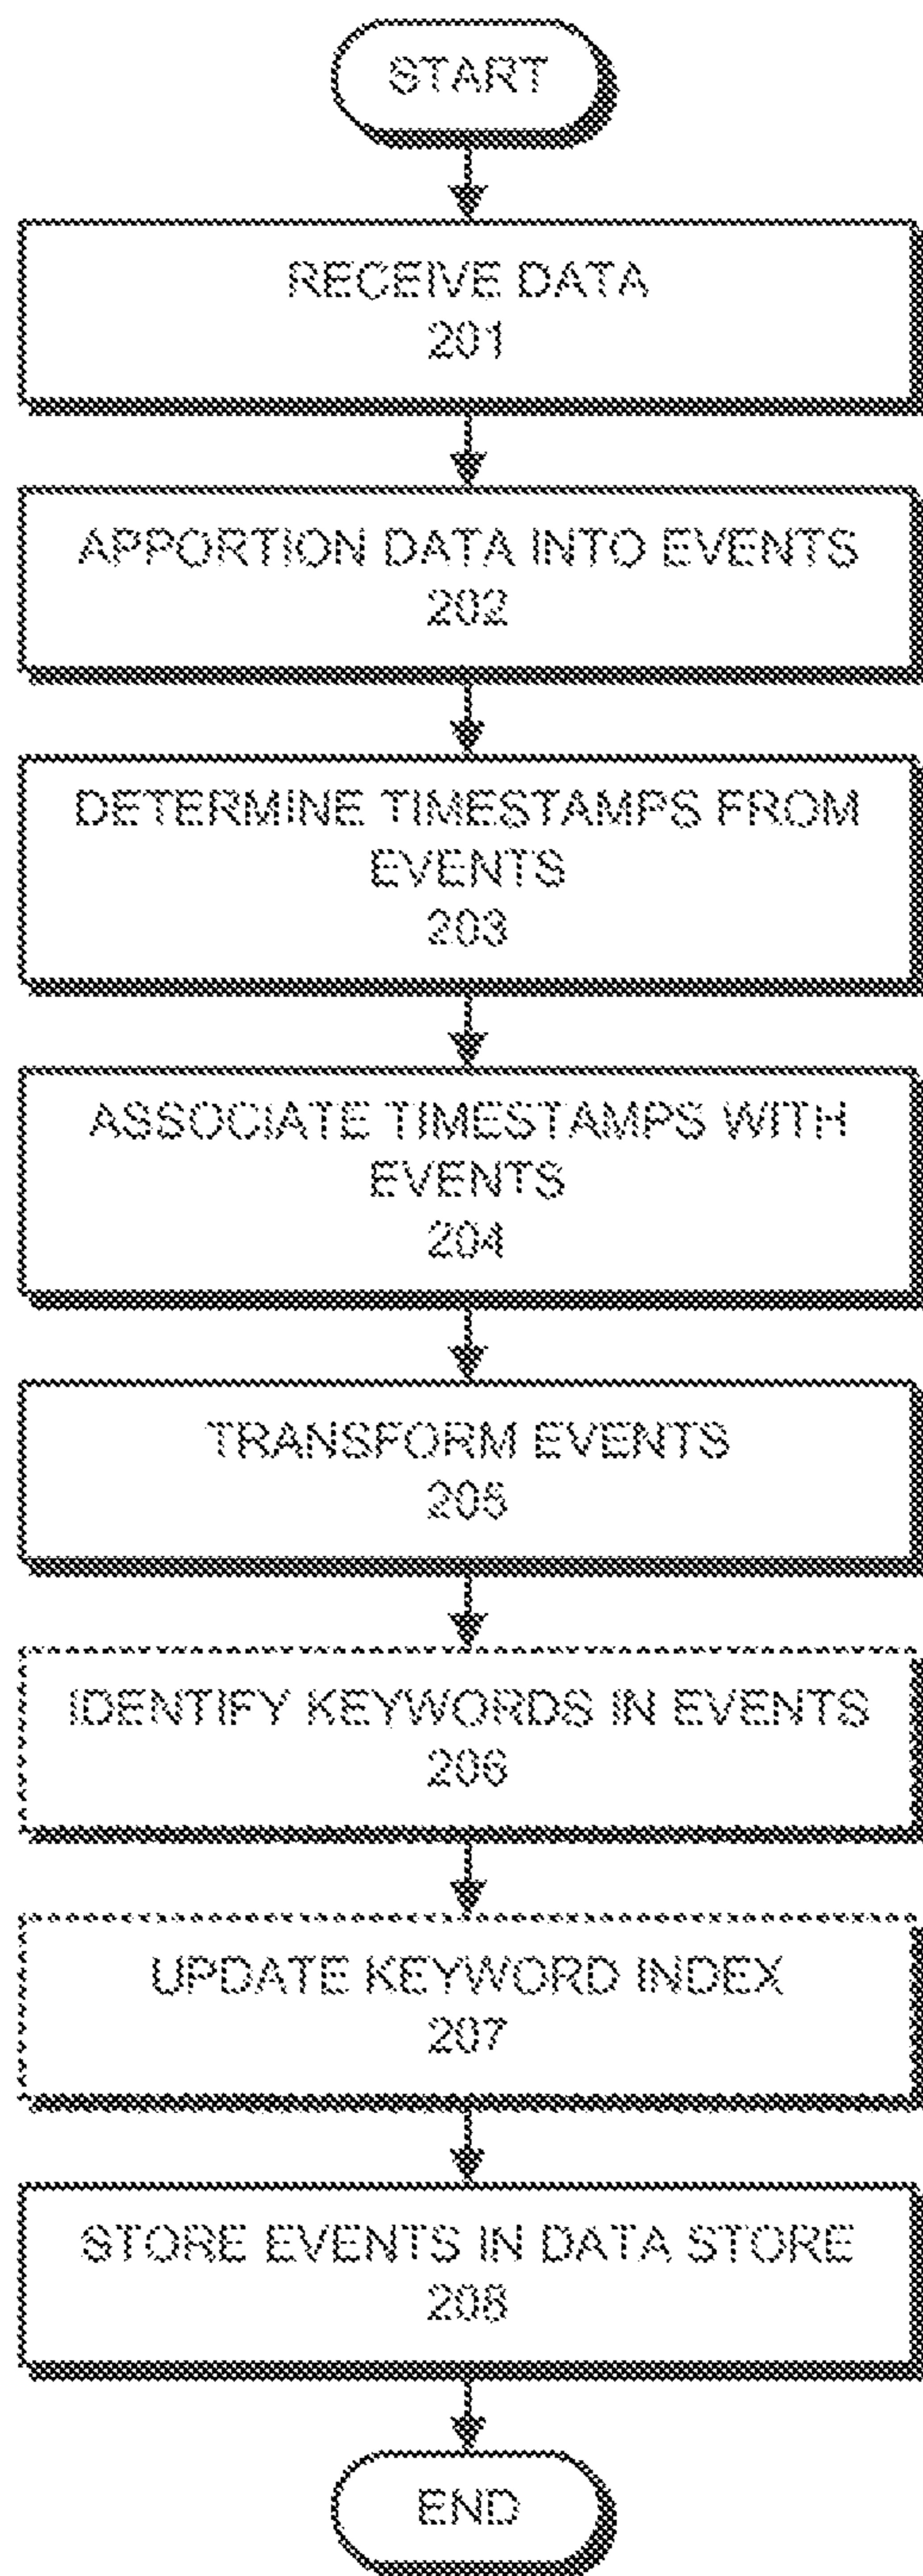 START
RECEIVE DATA
201
APPORTION DATA INTO EVENTS
202
DETERMINE TIMESTAMPS FROM
EVENTS
203
ASSOCIATE TIMESTAMPS WITH
EVENTS
204
TRANSFORM EVENTS
205
IDENTIFY KEYWORDS IN EVENTS
206
UPDATE KEYWORD INDEX
207
STORE EVENTS IN DATA STORE
208
END